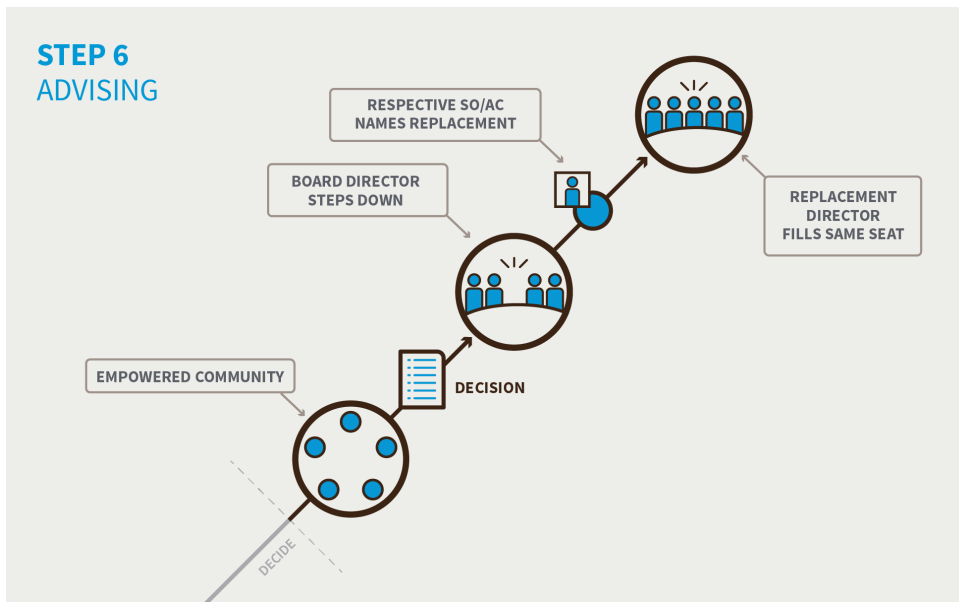 STEP 6
ADVISING
RESPECTIVE SO/AC
NAMES REPLACEMENT
BOARD DIRECTOR
STEPS DOWN
REPLACEMENT
DIRECTOR
FILLS SAME SEAT
EMPOWERED COMMUNITY
DECISION
DECIDE